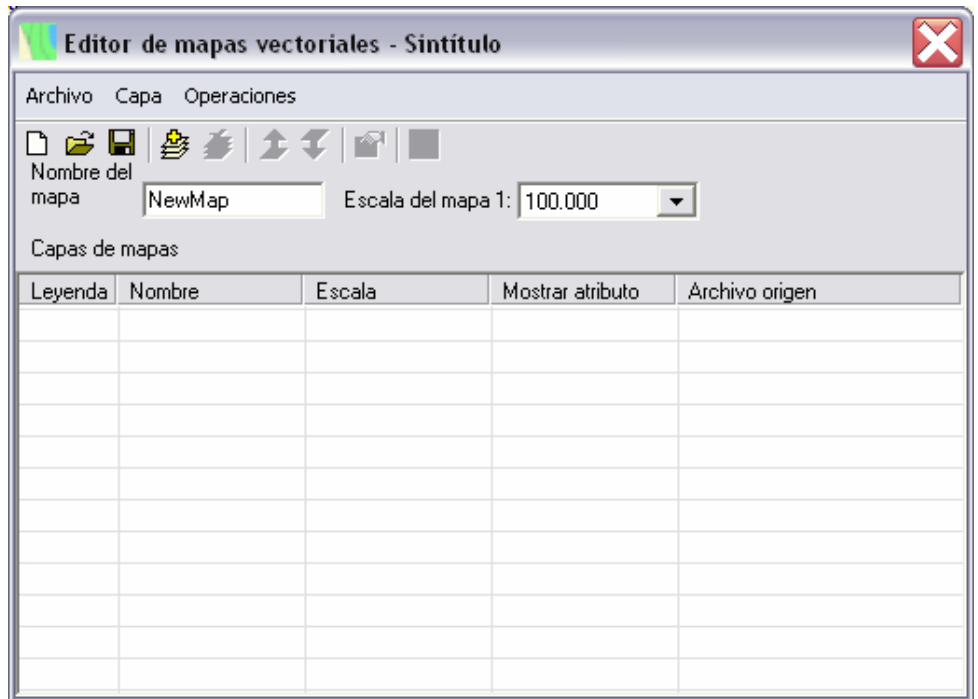 Editor de mapas vectoriales - Sintítulo
Archivo Capa Operaciones
Nombre del
mapa NewMap Escala del mapa 1: 100.000
Capas de mapas
Leyenda Nombre Escala Mostrar atributo Archivo origen